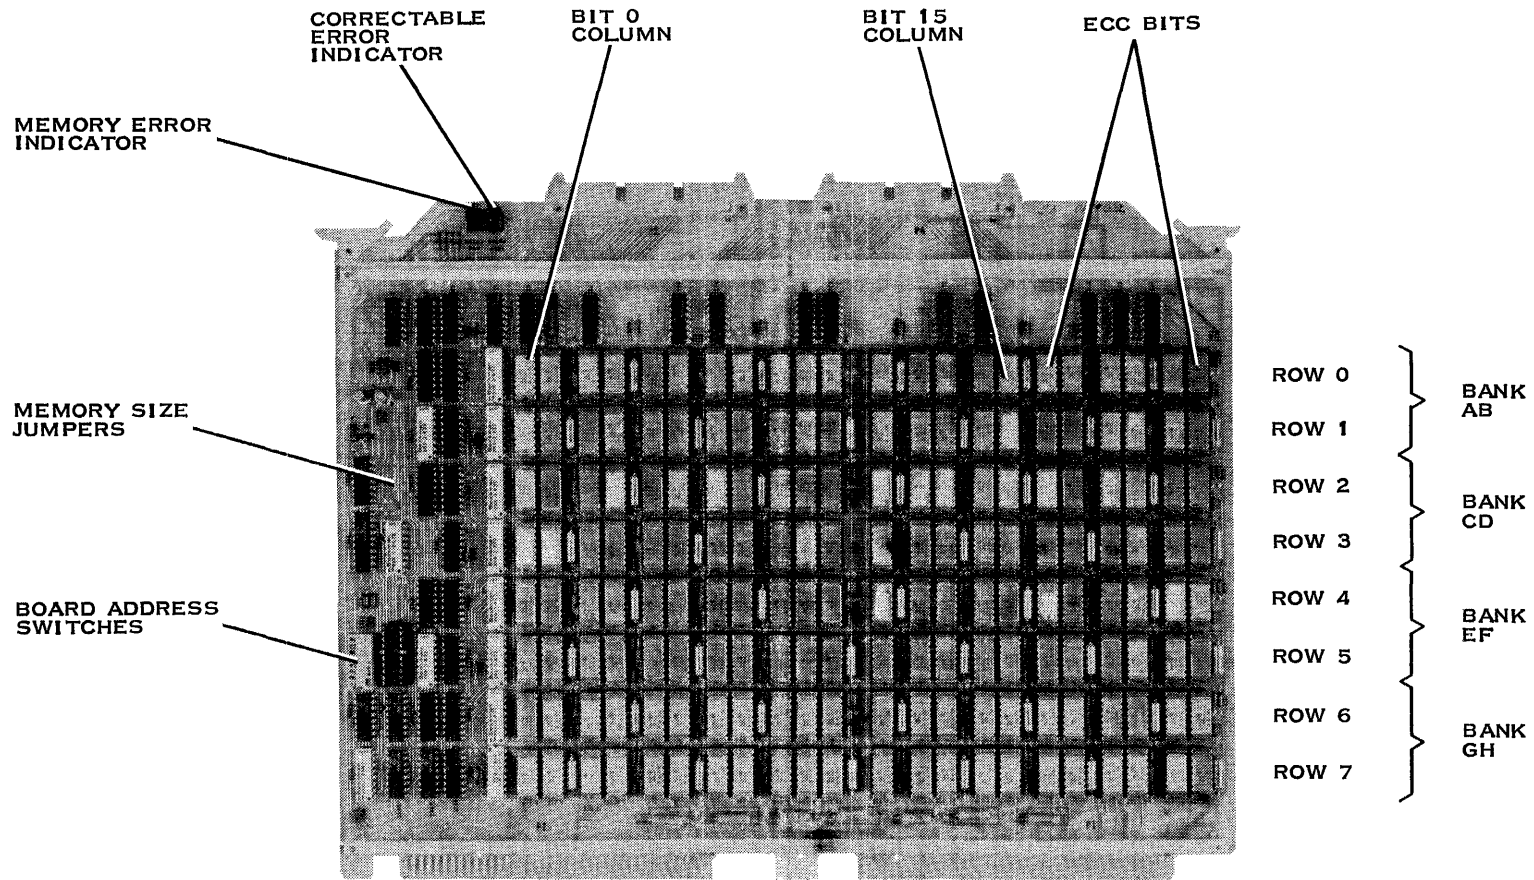 CORRECTABLE
ERROR
INDICATOR
BIT 0
COLUMN
BIT 15
COLUMN
ECC BITS
MEMORY ERROR
INDICATOR
MEMORY SIZE
JUMPERS
BOARD ADDRESS
SWITCHES
ROW 0
ROW 1
BANK
AB
ROW 2
ROW 3
BANK
CD
ROW 4
ROW 5
BANK
EF
ROW 6
ROW 7
BANK
GH